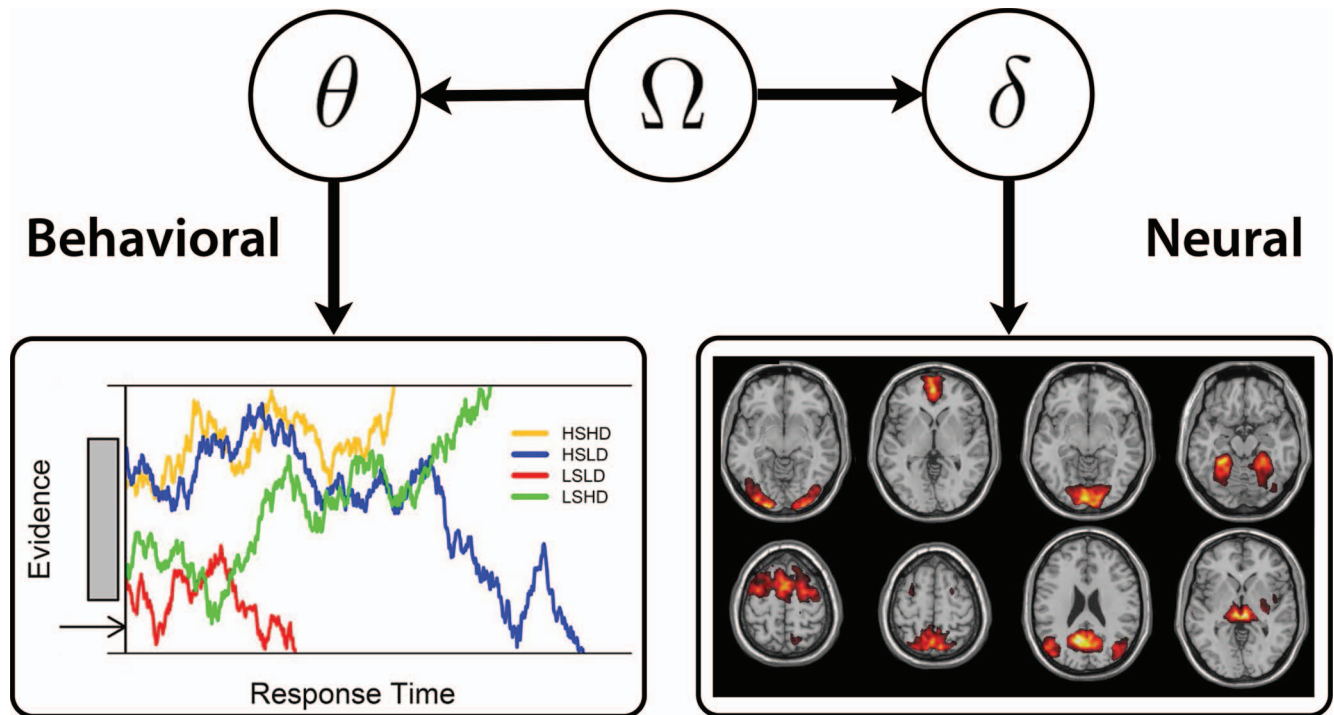 θ
Ω
δ
Behavioral
Neural
HSHD
HSLD
LSLD
LSHD
Evidence
Response Time